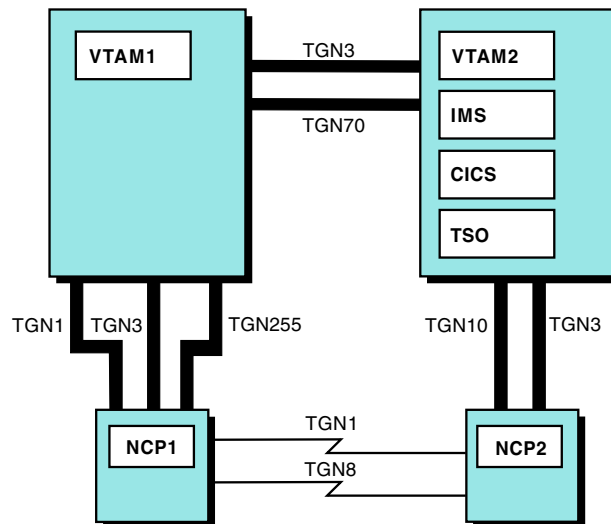 VTAM1
TGN3
TGN70
VTAM2
IMS
CICS
TSO
TGN1
TGN3
TGN255
TGN10
TGN3
NCP1
TGN1
TGN8
NCP2